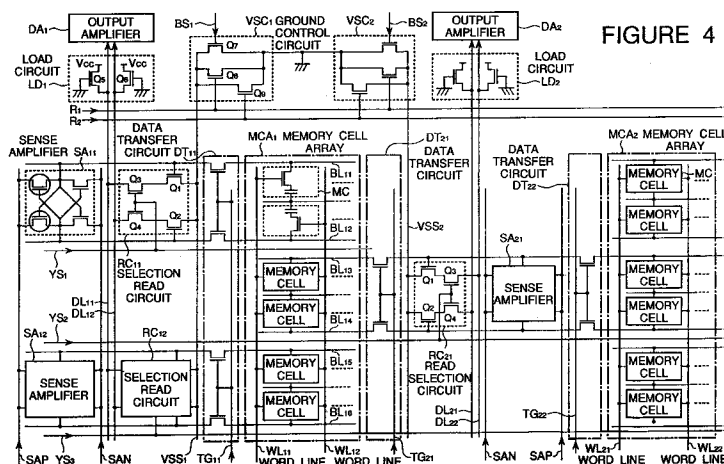 FIGURE 4
DA1 OUTPUT AMPLIFIER
BS1
VSC1 GROUND CONTROL CIRCUIT
VSC2
BS2
DA2 OUTPUT AMPLIFIER
LOAD CIRCUIT LD1
Vcc Vcc
Q5 Q6
Q7
Q8
Q9
LOAD CIRCUIT LD2
R1
R2
SENSE AMPLIFIER SA11
DATA TRANSFER CIRCUIT DT11
MCA1 MEMORY CELL ARRAY
DT21
DATA TRANSFER CIRCUIT
DATA TRANSFER CIRCUIT DT22
MCA2 MEMORY CELL ARRAY
Q3 Q1
Q4 Q2
RC11 SELECTION READ CIRCUIT
BL11
MC
BL12
BL13
BL14
BL15
BL16
VSS2
SA21
MEMORY CELL
MC
MEMORY CELL
YS1
DL11
DL12
YS2
SA12
RC12
MEMORY CELL
MEMORY CELL
Q1 Q3
Q2 Q4
SENSE AMPLIFIER
MEMORY CELL
MEMORY CELL
RC21 READ SELECTION CIRCUIT
SENSE AMPLIFIER
SELECTION READ CIRCUIT
MEMORY CELL
MEMORY CELL
DL21
DL22
TG22
MEMORY CELL
MEMORY CELL
SAP
YS3
SAN
VSS1
TG11
WL11 WORD LINE
WL12 WORD LINE
TG21
SAN
SAP
WL21 WORD LINE
WL22 WORD LINE